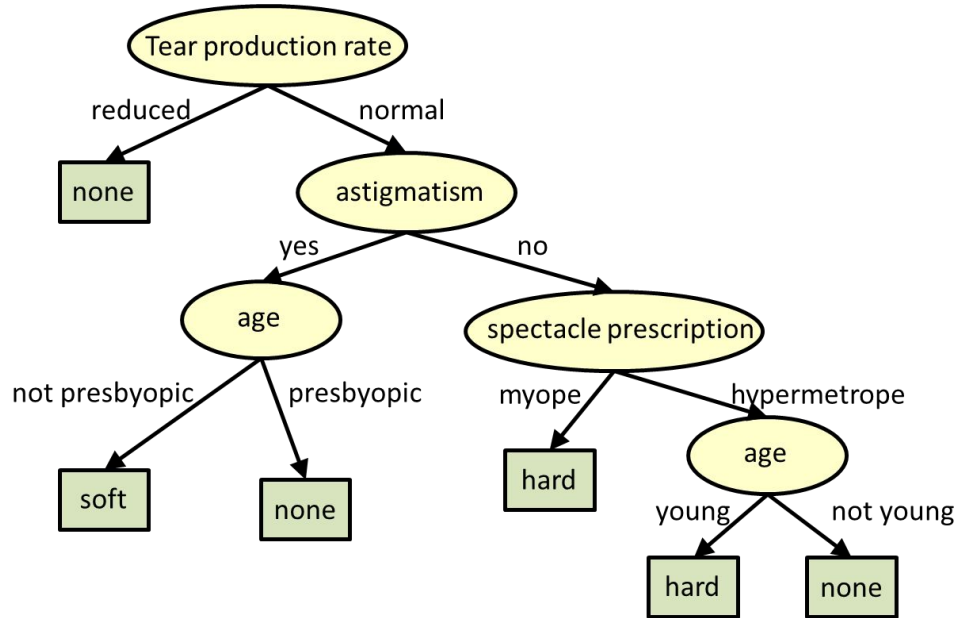 Tear production rate
reduced
normal
none
astigmatism
yes
no
age
spectacle prescription
not presbyopic
presbyopic
myope
hypermetrope
soft
none
hard
age
young
not young
hard
none